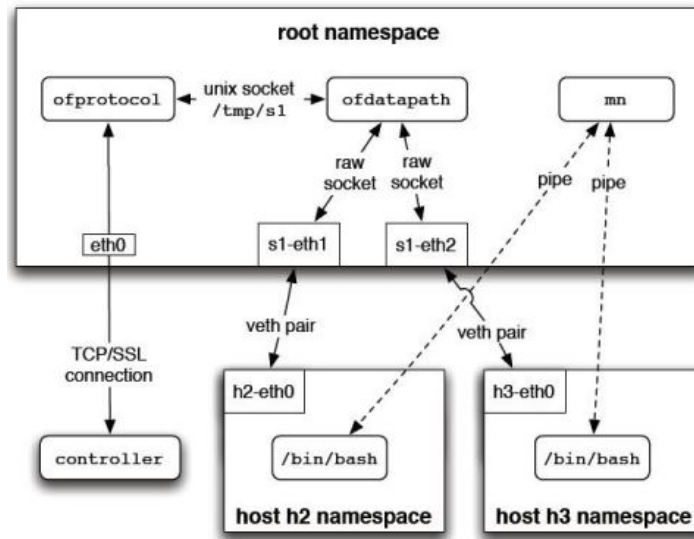 root namespace
ofprotocol
unix socket
/tmp/s1
ofdatapath
mn
raw
socket
raw
socket
pipe
pipe
eth0
s1-eth1
s1-eth2
veth pair
veth pair
TCP/SSL
connection
h2-eth0
h3-eth0
controller
/bin/bash
/bin/bash
host h2 namespace
host h3 namespace